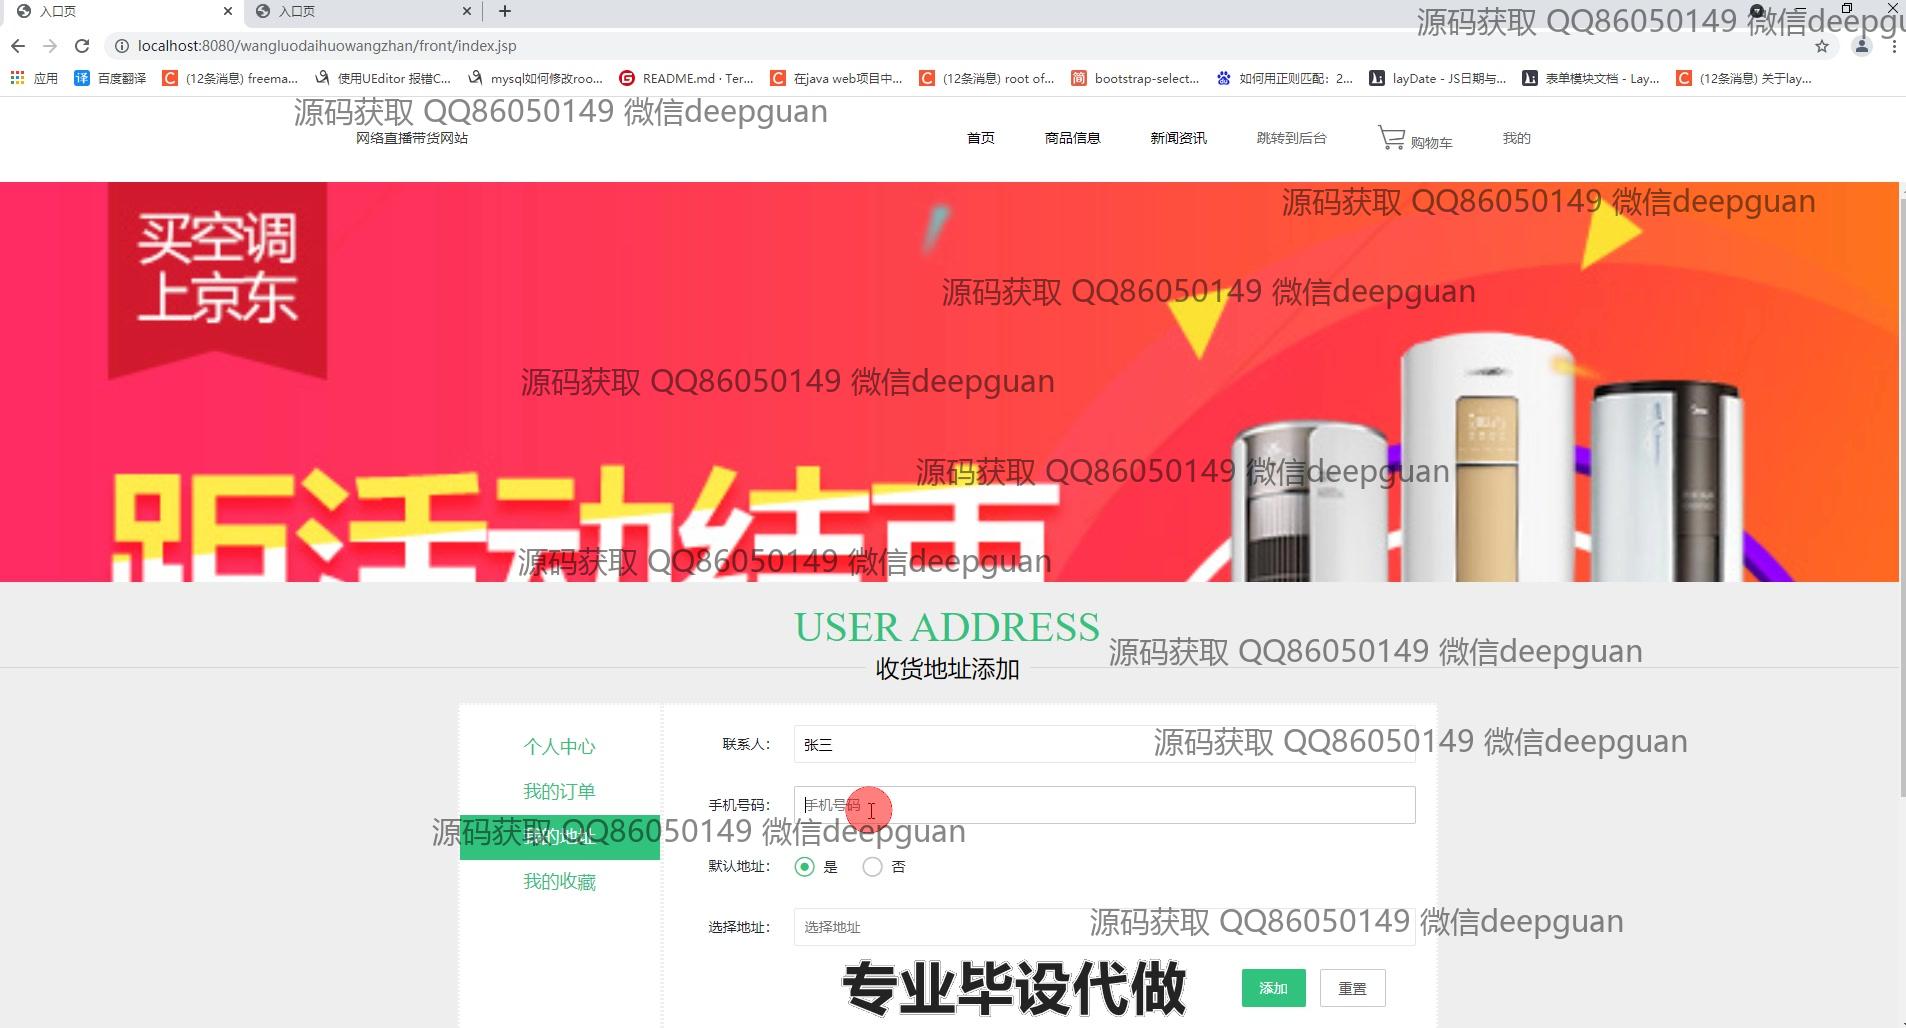 入口页
入口页
localhost:8080/wangluodaihuowangzhan/front/index.jsp
应用
百度翻译
(12条消息) freema...
使用UEditor 报错C...
mysql如何修改roo...
README.md · Ter...
在java web项目中...
(12条消息) root of...
bootstrap-select...
如何用正则匹配：2...
layDate - JS日期与...
表单模块文档 - Lay...
(12条消息) 关于lay...
源码获取 QQ86050149 微信deepgu
源码获取 QQ86050149 微信deepguan
网络直播带货网站
首页
商品信息
新闻资讯
跳转到后台
购物车
我的
源码获取 QQ86050149 微信deepguan
买空调
上京东
源码获取 QQ86050149 微信deepguan
源码获取 QQ86050149 微信deepguan
源码获取 QQ86050149 微信deepguan
距活动结束
源码获取 QQ86050149 微信deepguan
USER ADDRESS
源码获取 QQ86050149 微信deepguan
收货地址添加
个人中心
我的订单
我的地址
我的收藏
联系人：
张三
源码获取 QQ86050149 微信deepguan
手机号码：
手机号码
源码获取 QQ86050149 微信deepguan
默认地址：
是
否
选择地址：
选择地址
源码获取 QQ86050149 微信deepguan
专业毕设代做
添加
重置